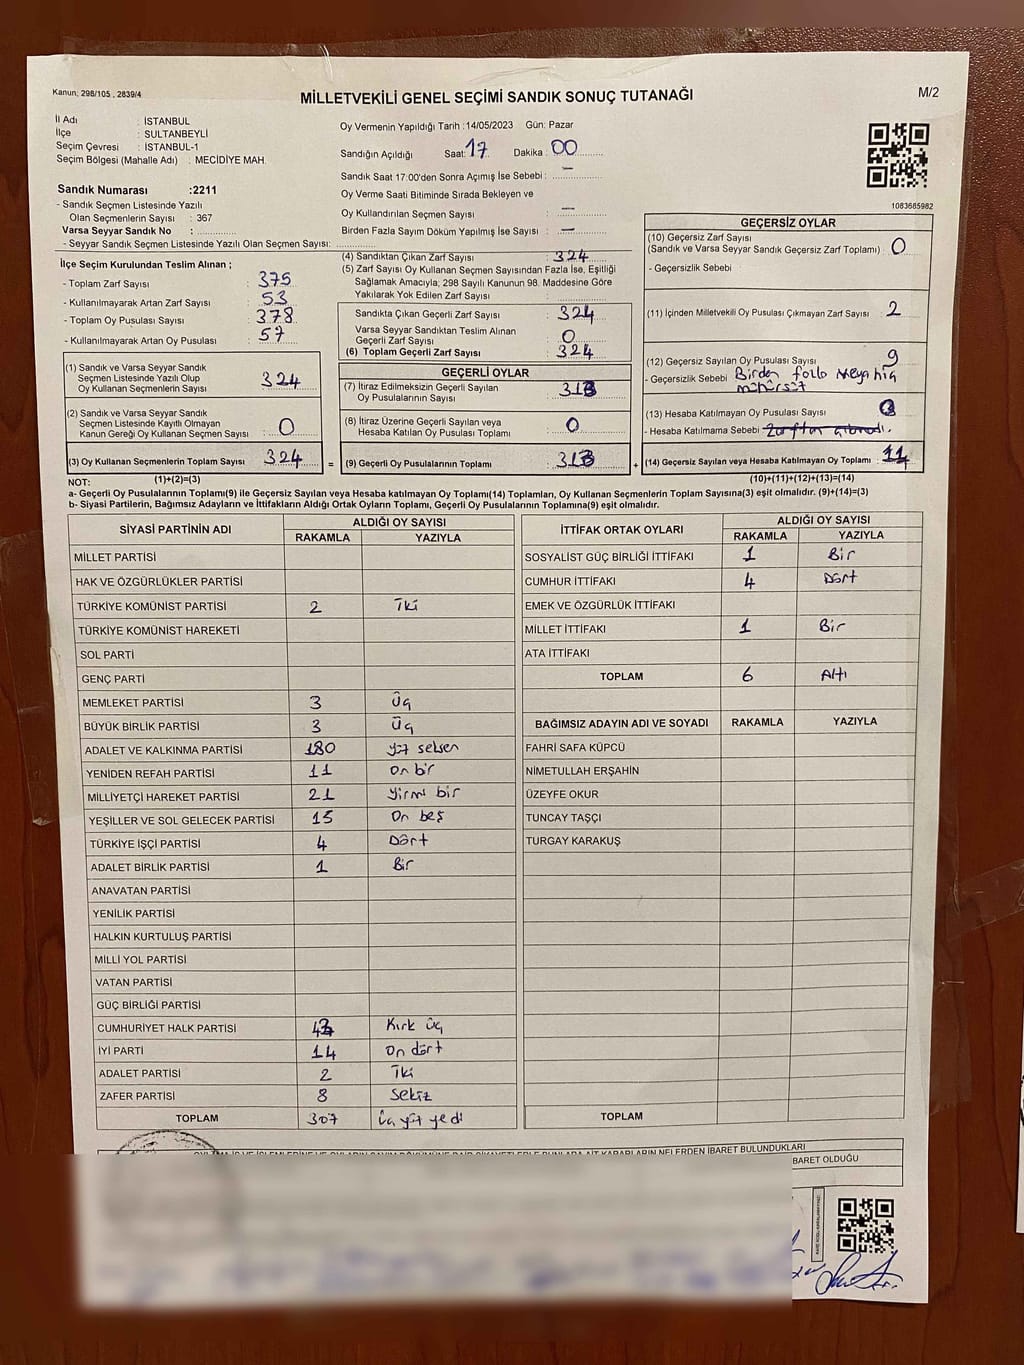 Kanun; 298/105 , 2839/4
MİLLETVEKİLİ GENEL SEÇİMİ SANDIK SONUÇ TUTANAĞI
M/2
İl Adı : İSTANBUL
İlçe : SULTANBEYLİ
Seçim Çevresi : İSTANBUL-1
Seçim Bölgesi (Mahalle Adı) : MECİDİYE MAH.
Sandık Numarası :2211
- Sandık Seçmen Listesinde Yazılı
Olan Seçmenlerin Sayısı : 367
Varsa Seyyar Sandık No :
- Seyyar Sandık Seçmen Listesinde Yazılı Olan Seçmen Sayısı:
Oy Vermenin Yapıldığı Tarih :14/05/2023 Gün: Pazar
Sandığın Açıldığı Saat: 17 Dakika : 00
Sandık Saat 17:00'den Sonra Açımış İse Sebebi : —
Oy Verme Saati Bitiminde Sırada Bekleyen ve
Oy Kullandırılan Seçmen Sayısı : —
Birden Fazla Sayım Döküm Yapılmış İse Sayısı : —
1083685982
İlçe Seçim Kurulundan Teslim Alınan ;
- Toplam Zarf Sayısı : 375
- Kullanılmayarak Artan Zarf Sayısı : 53
- Toplam Oy Pusulası Sayısı : 378
- Kullanılmayarak Artan Oy Pusulası : 57
(4) Sandıktan Çıkan Zarf Sayısı : 324
(5) Zarf Sayısı Oy Kullanan Seçmen Sayısından Fazla İse, Eşitliği
Sağlamak Amacıyla; 298 Sayılı Kanunun 98. Maddesine Göre
Yakılarak Yok Edilen Zarf Sayısı :
Sandıkta Çıkan Geçerli Zarf Sayısı : 324
Varsa Seyyar Sandıktan Teslim Alınan
Geçerli Zarf Sayısı : 0
(6) Toplam Geçerli Zarf Sayısı : 324
(1) Sandık ve Varsa Seyyar Sandık
Seçmen Listesinde Yazılı Olup
Oy Kullanan Seçmenlerin Sayısı : 324
(2) Sandık ve Varsa Seyyar Sandık
Seçmen Listesinde Kayıtlı Olmayan
Kanun Gereği Oy Kullanan Seçmen Sayısı : 0
(3) Oy Kullanan Seçmenlerin Toplam Sayısı : 324
GEÇERLİ OYLAR
(7) İtiraz Edilmeksizin Geçerli Sayılan
Oy Pusulalarının Sayısı : 313
(8) İtiraz Üzerine Geçerli Sayılan veya
Hesaba Katılan Oy Pusulası Toplamı : 0
= (9) Geçerli Oy Pusulalarının Toplamı : 313
GEÇERSİZ OYLAR
(10) Geçersiz Zarf Sayısı
(Sandık ve Varsa Seyyar Sandık Geçersiz Zarf Toplamı) : 0
- Geçersizlik Sebebi
(11) İçinden Milletvekili Oy Pusulası Çıkmayan Zarf Sayısı : 2
(12) Geçersiz Sayılan Oy Pusulası Sayısı : 9
- Geçersizlik Sebebi Birden fazla veya hiç
mühürsüz
(13) Hesaba Katılmayan Oy Pusulası Sayısı :
- Hesaba Katılmama Sebebi
+ (14) Geçersiz Sayılan veya Hesaba Katılmayan Oy Toplamı : 11
NOT: (1)+(2)=(3) (10)+(11)+(12)+(13)=(14)
a- Geçerli Oy Pusulalarının Toplamı(9) ile Geçersiz Sayılan veya Hesaba katılmayan Oy Toplamı(14) Toplamları, Oy Kullanan Seçmenlerin Toplam Sayısına(3) eşit olmalıdır. (9)+(14)=(3)
b- Siyasi Partilerin, Bağımsız Adayların ve İttifakların Aldığı Ortak Oyların Toplamı, Geçerli Oy Pusulalarının Toplamına(9) eşit olmalıdır.
SİYASİ PARTİNİN ADI ALDIĞI OY SAYISI
RAKAMLA YAZIYLA
MİLLET PARTİSİ
HAK VE ÖZGÜRLÜKLER PARTİSİ
TÜRKİYE KOMÜNİST PARTİSİ 2 İki
TÜRKİYE KOMÜNİST HAREKETİ
SOL PARTİ
GENÇ PARTİ
MEMLEKET PARTİSİ 3 Üç
BÜYÜK BİRLİK PARTİSİ 3 Üç
ADALET VE KALKINMA PARTİSİ 180 yüz seksen
YENİDEN REFAH PARTİSİ 11 On bir
MİLLİYETÇİ HAREKET PARTİSİ 21 Yirmi bir
YEŞİLLER VE SOL GELECEK PARTİSİ 15 On beş
TÜRKİYE İŞÇİ PARTİSİ 4 Dört
ADALET BİRLİK PARTİSİ 1 Bir
ANAVATAN PARTİSİ
YENİLİK PARTİSİ
HALKIN KURTULUŞ PARTİSİ
MİLLİ YOL PARTİSİ
VATAN PARTİSİ
GÜÇ BİRLİĞİ PARTİSİ
CUMHURİYET HALK PARTİSİ 43 Kırk üç
İYİ PARTİ 14 On dört
ADALET PARTİSİ 2 İki
ZAFER PARTİSİ 8 Sekiz
TOPLAM 307 Üç yüz yedi
İTTİFAK ORTAK OYLARI ALDIĞI OY SAYISI
RAKAMLA YAZIYLA
SOSYALİST GÜÇ BİRLİĞİ İTTİFAKI 1 Bir
CUMHUR İTTİFAKI 4 Dört
EMEK VE ÖZGÜRLÜK İTTİFAKI
MİLLET İTTİFAKI 1 Bir
ATA İTTİFAKI
TOPLAM 6 Altı
BAĞIMSIZ ADAYIN ADI VE SOYADI RAKAMLA YAZIYLA
FAHRİ SAFA KÜPCÜ
NİMETULLAH ERŞAHİN
ÜZEYFE OKUR
TUNCAY TAŞÇI
TURGAY KARAKUŞ
TOPLAM
NELERDEN İBARET BULUNDUKLARI
BARET OLDUĞU